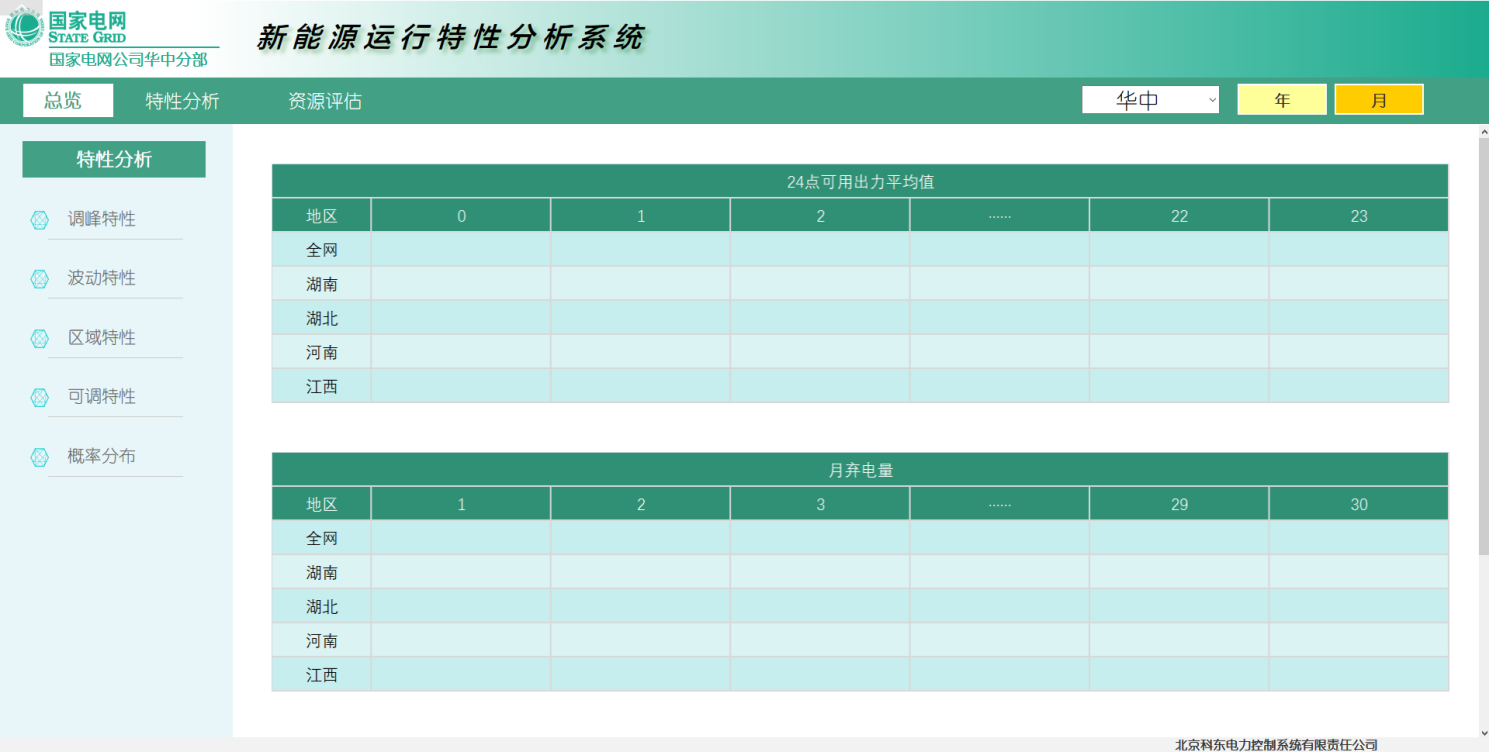 国家电网
STATE GRID
国家电网公司华中分部
新能源运行特性分析系统
总览 特性分析 资源评估 华中 年 月
特性分析
调峰特性
波动特性
区域特性
可调特性
概率分布
24点可用出力平均值
地区 0 1 2 ...... 22 23
全网
湖南
湖北
河南
江西
月弃电量
地区 1 2 3 ...... 29 30
全网
湖南
湖北
河南
江西
北京科东电力控制系统有限责任公司